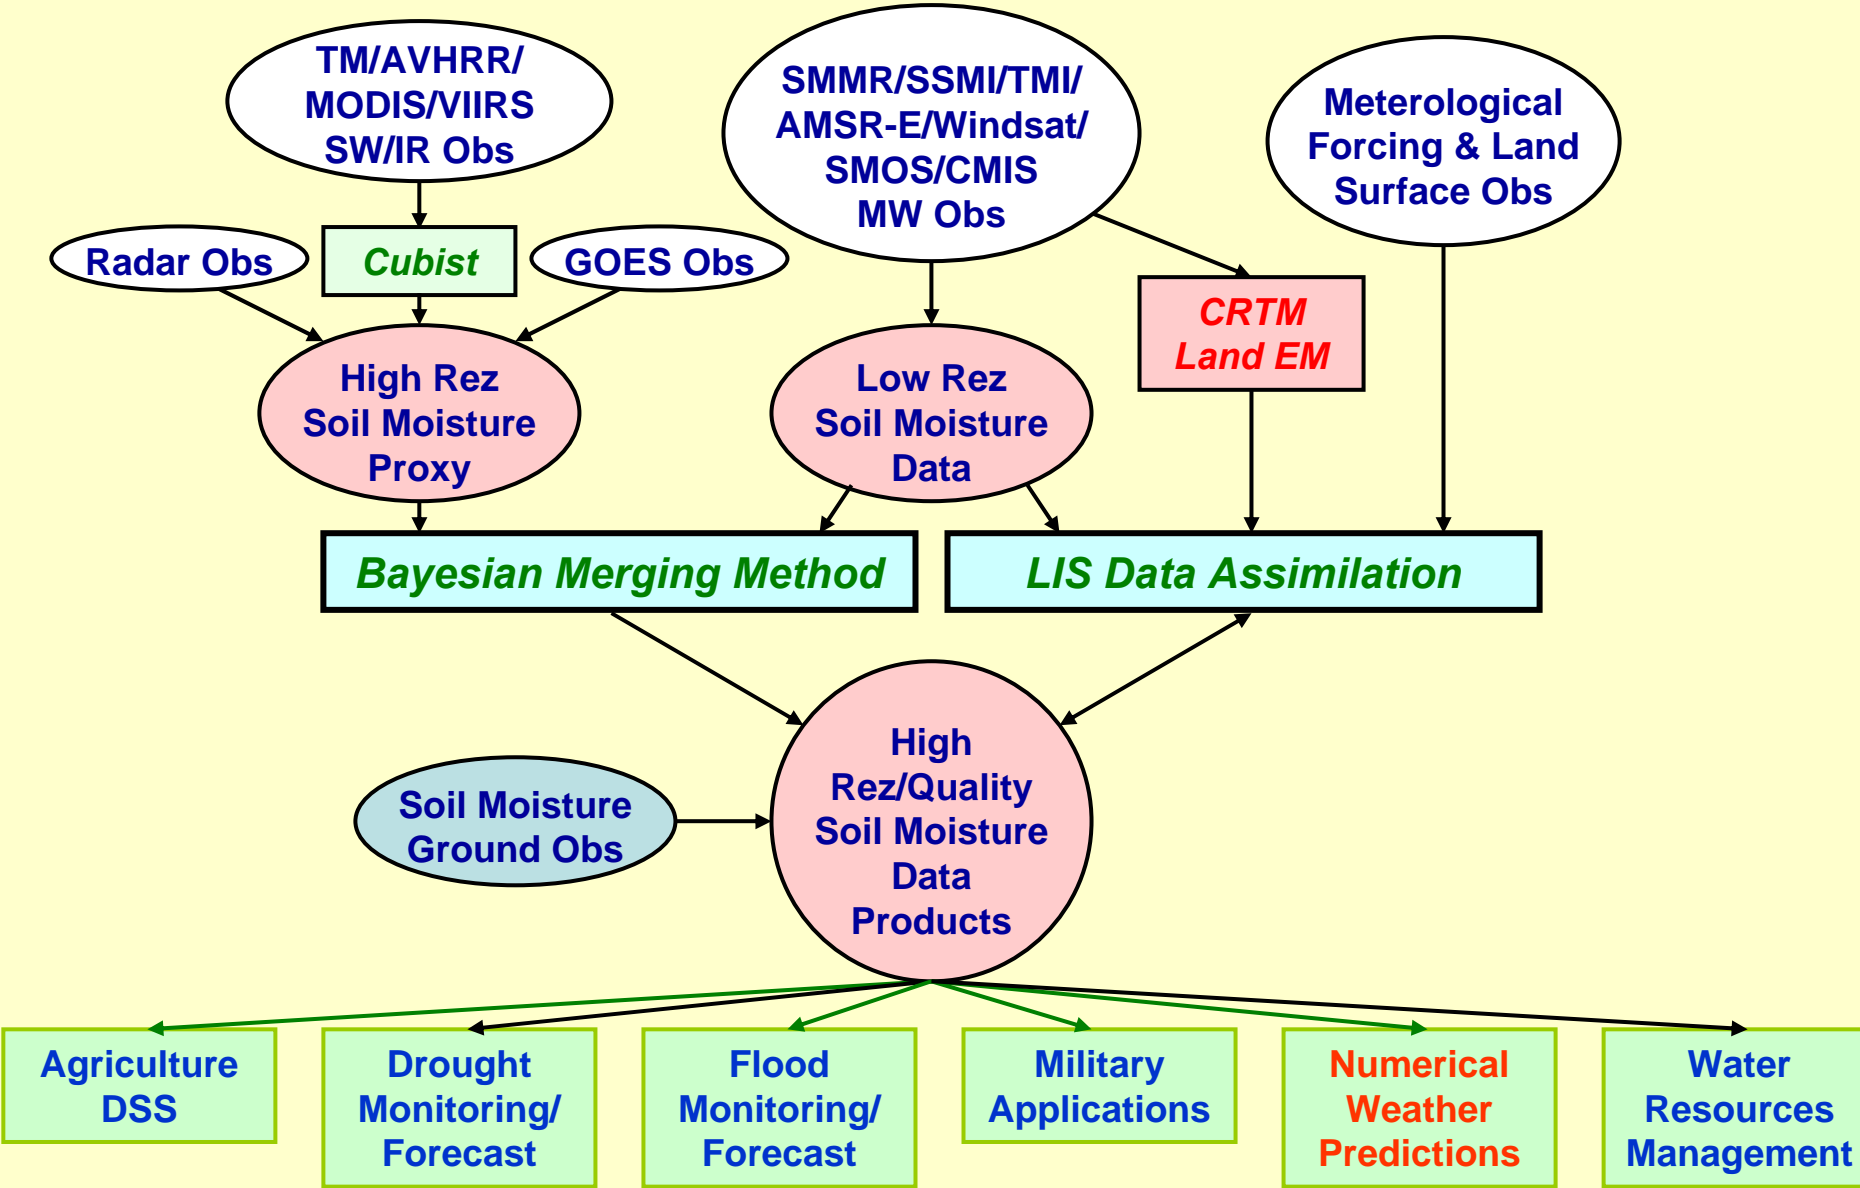 TM/AVHRR/
MODIS/VIIRS
SW/IR Obs
SMMR/SSMI/TMI/
AMSR-E/Windsat/
SMOS/CMIS
MW Obs
Meterological
Forcing & Land
Surface Obs
Radar Obs
Cubist
GOES Obs
CRTM
Land EM
High Rez
Soil Moisture
Proxy
Low Rez
Soil Moisture
Data
Bayesian Merging Method
LIS Data Assimilation
High
Rez/Quality
Soil Moisture
Data
Products
Soil Moisture
Ground Obs
Agriculture
DSS
Drought
Monitoring/
Forecast
Flood
Monitoring/
Forecast
Military
Applications
Numerical
Weather
Predictions
Water
Resources
Management